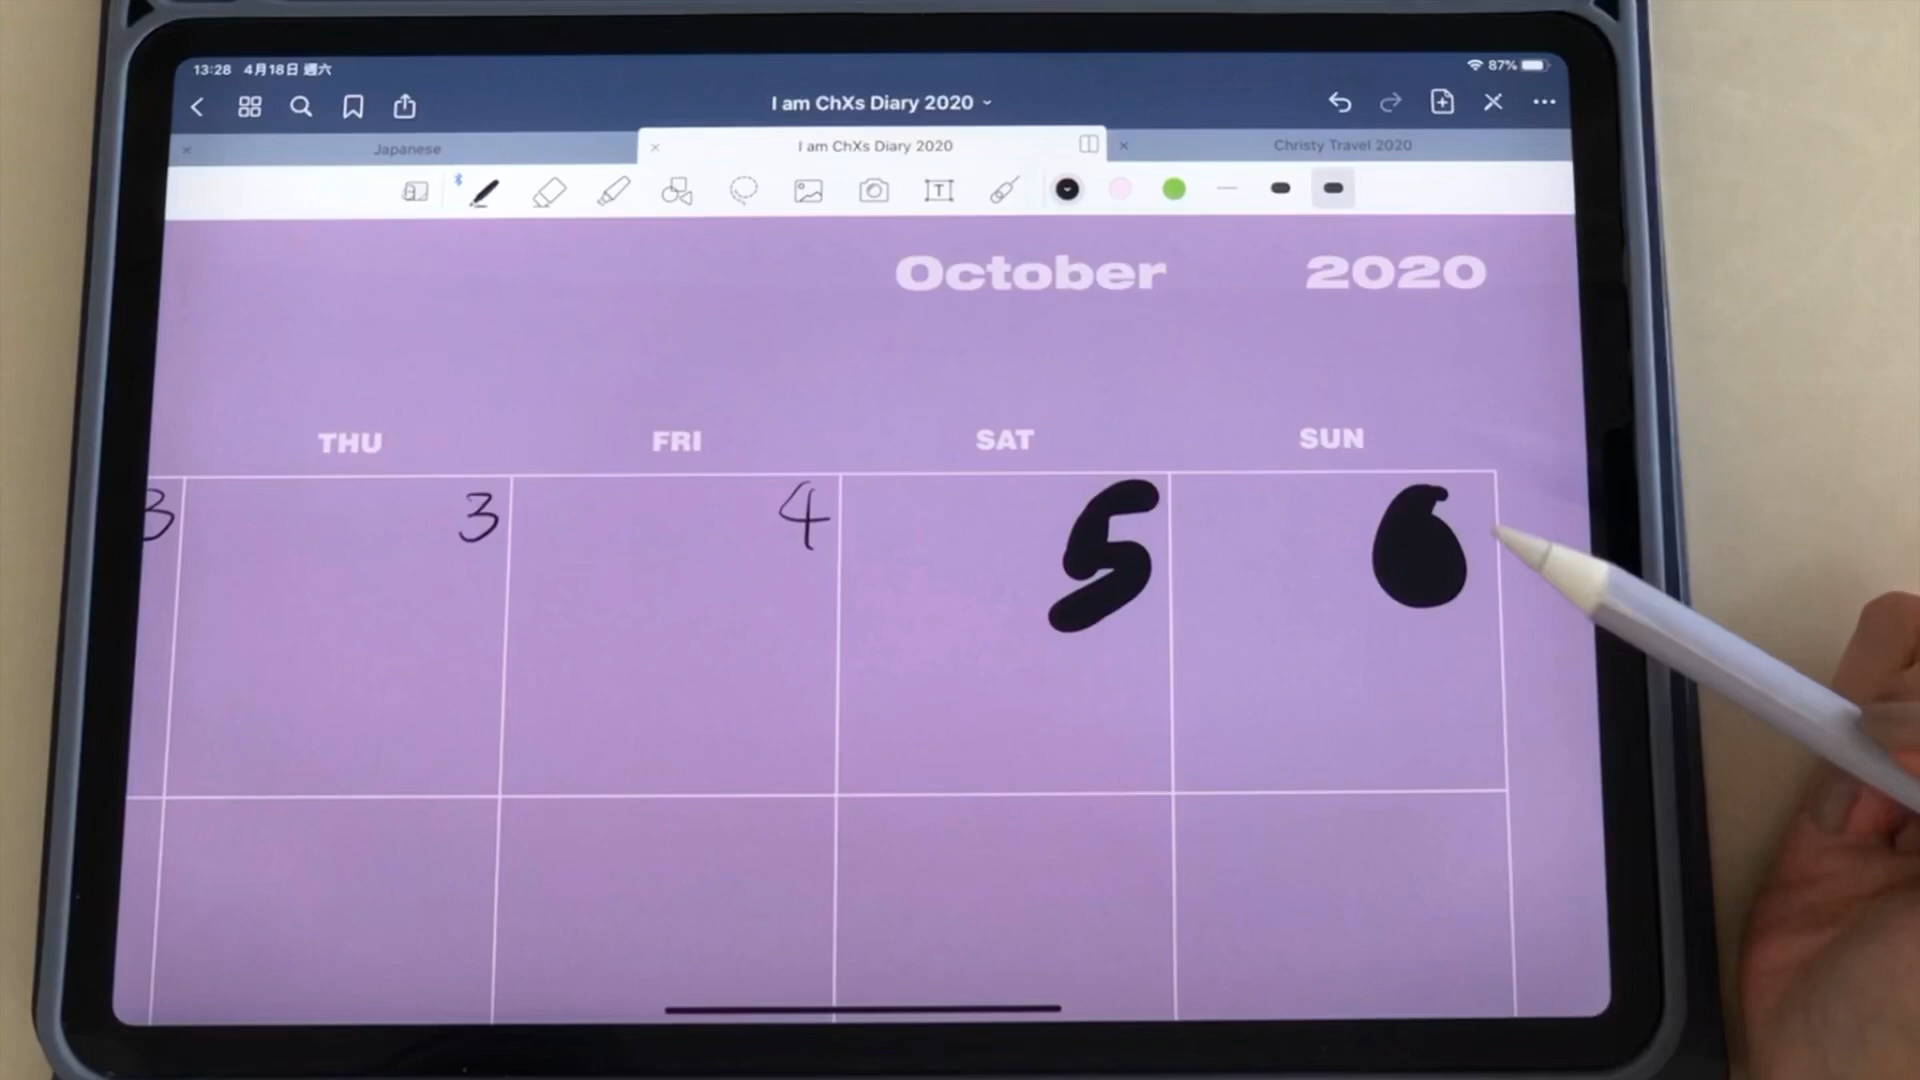 13:28 4月18日 週六 87%
I am ChXs Diary 2020
Japanese I am ChXs Diary 2020 Christy Travel 2020
T
October 2020
THU FRI SAT SUN
3 3 4 5 6